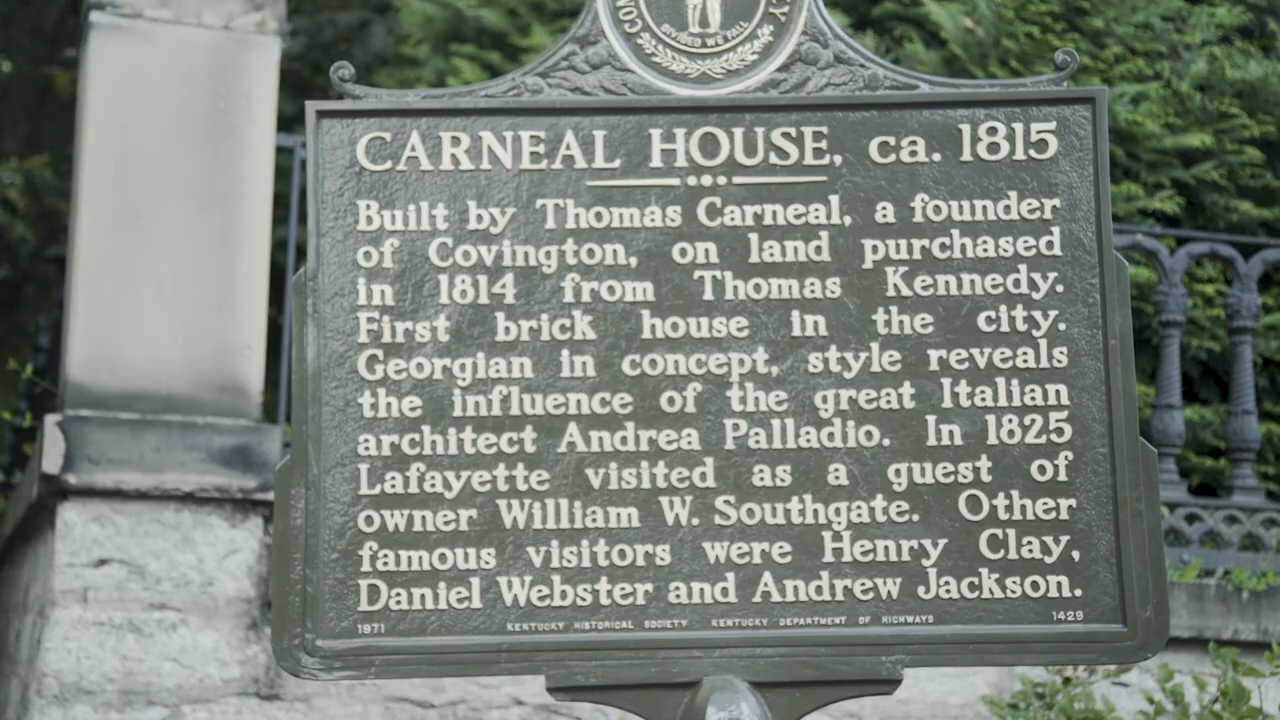 DIVIDED WE FALL
CARNEAL HOUSE, ca. 1815
Built by Thomas Carneal, a founder
of Covington, on land purchased
in 1814 from Thomas Kennedy.
First brick house in the city.
Georgian in concept, style reveals
the influence of the great Italian
architect Andrea Palladio. In 1825
Lafayette visited as a guest of
owner William W. Southgate. Other
famous visitors were Henry Clay,
Daniel Webster and Andrew Jackson.
1971 KENTUCKY HISTORICAL SOCIETY KENTUCKY DEPARTMENT OF HIGHWAYS 1429